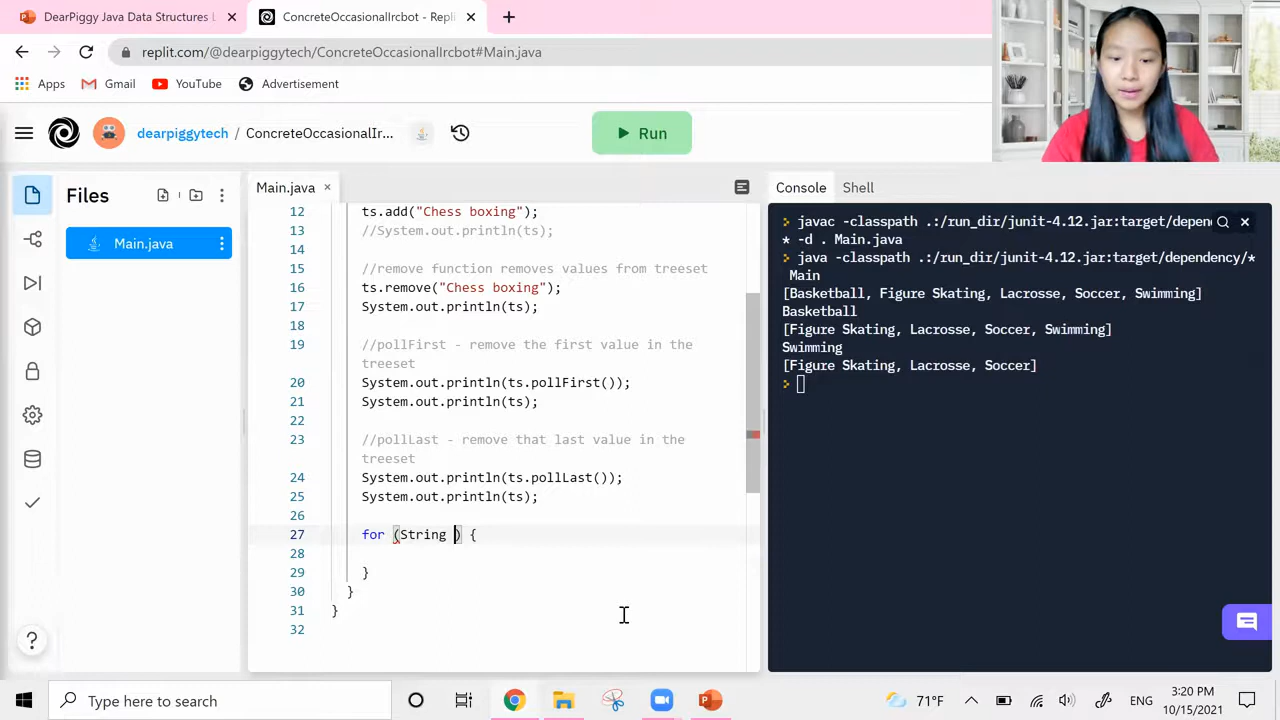 DearPiggy Java Data Structures L
ConcreteOccasionalIrcbot - Replit
replit.com/@dearpiggytech/ConcreteOccasionalIrcbot#Main.java
Apps Gmail YouTube Advertisement
dearpiggytech / ConcreteOccasionalIr... Run
Files
Main.java
Main.java
12 ts.add("Chess boxing");
13 //System.out.println(ts);
14
15 //remove function removes values from treeset
16 ts.remove("Chess boxing");
17 System.out.println(ts);
18
19 //pollFirst - remove the first value in the
treeset
20 System.out.println(ts.pollFirst());
21 System.out.println(ts);
22
23 //pollLast - remove that last value in the
treeset
24 System.out.println(ts.pollLast());
25 System.out.println(ts);
26
27 for (String ) {
28
29 }
30 }
31 }
32
Console Shell
javac -classpath .:/run_dir/junit-4.12.jar:target/depen
* -d . Main.java
java -classpath .:/run_dir/junit-4.12.jar:target/dependency/*
Main
[Basketball, Figure Skating, Lacrosse, Soccer, Swimming]
Basketball
[Figure Skating, Lacrosse, Soccer, Swimming]
Swimming
[Figure Skating, Lacrosse, Soccer]
Type here to search
71°F
ENG
3:20 PM
10/15/2021